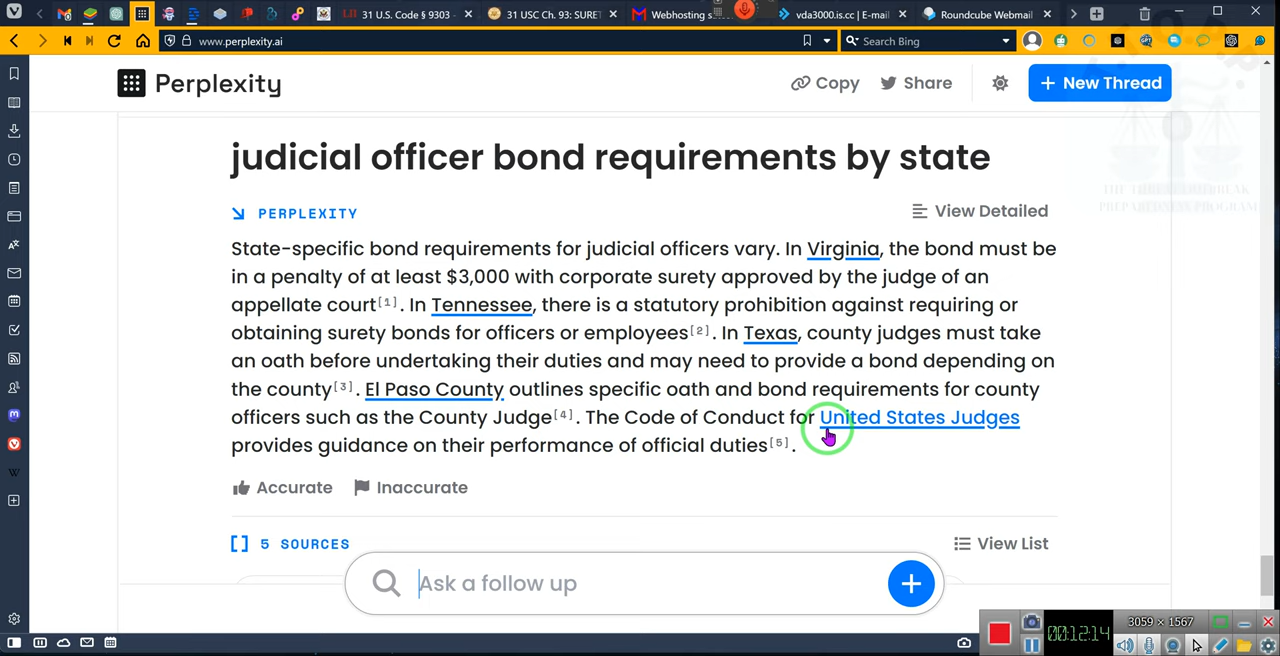 31 U.S. Code § 9303 -
31 USC Ch. 93: SURE
Webhosting s
vda3000.is.cc | E-mail
Roundcube Webmail
www.perplexity.ai
Search Bing
Perplexity
Copy
Share
New Thread
judicial officer bond requirements by state
PERPLEXITY
View Detailed
State-specific bond requirements for judicial officers vary. In Virginia, the bond must be
in a penalty of at least $3,000 with corporate surety approved by the judge of an
appellate court[1]. In Tennessee, there is a statutory prohibition against requiring or
obtaining surety bonds for officers or employees[2]. In Texas, county judges must take
an oath before undertaking their duties and may need to provide a bond depending on
the county[3]. El Paso County outlines specific oath and bond requirements for county
officers such as the County Judge[4]. The Code of Conduct for United States Judges
provides guidance on their performance of official duties[5].
Accurate
Inaccurate
5 SOURCES
View List
Ask a follow up
3059 × 1567
00:12:14
PREPAREDNESS PROGRAM